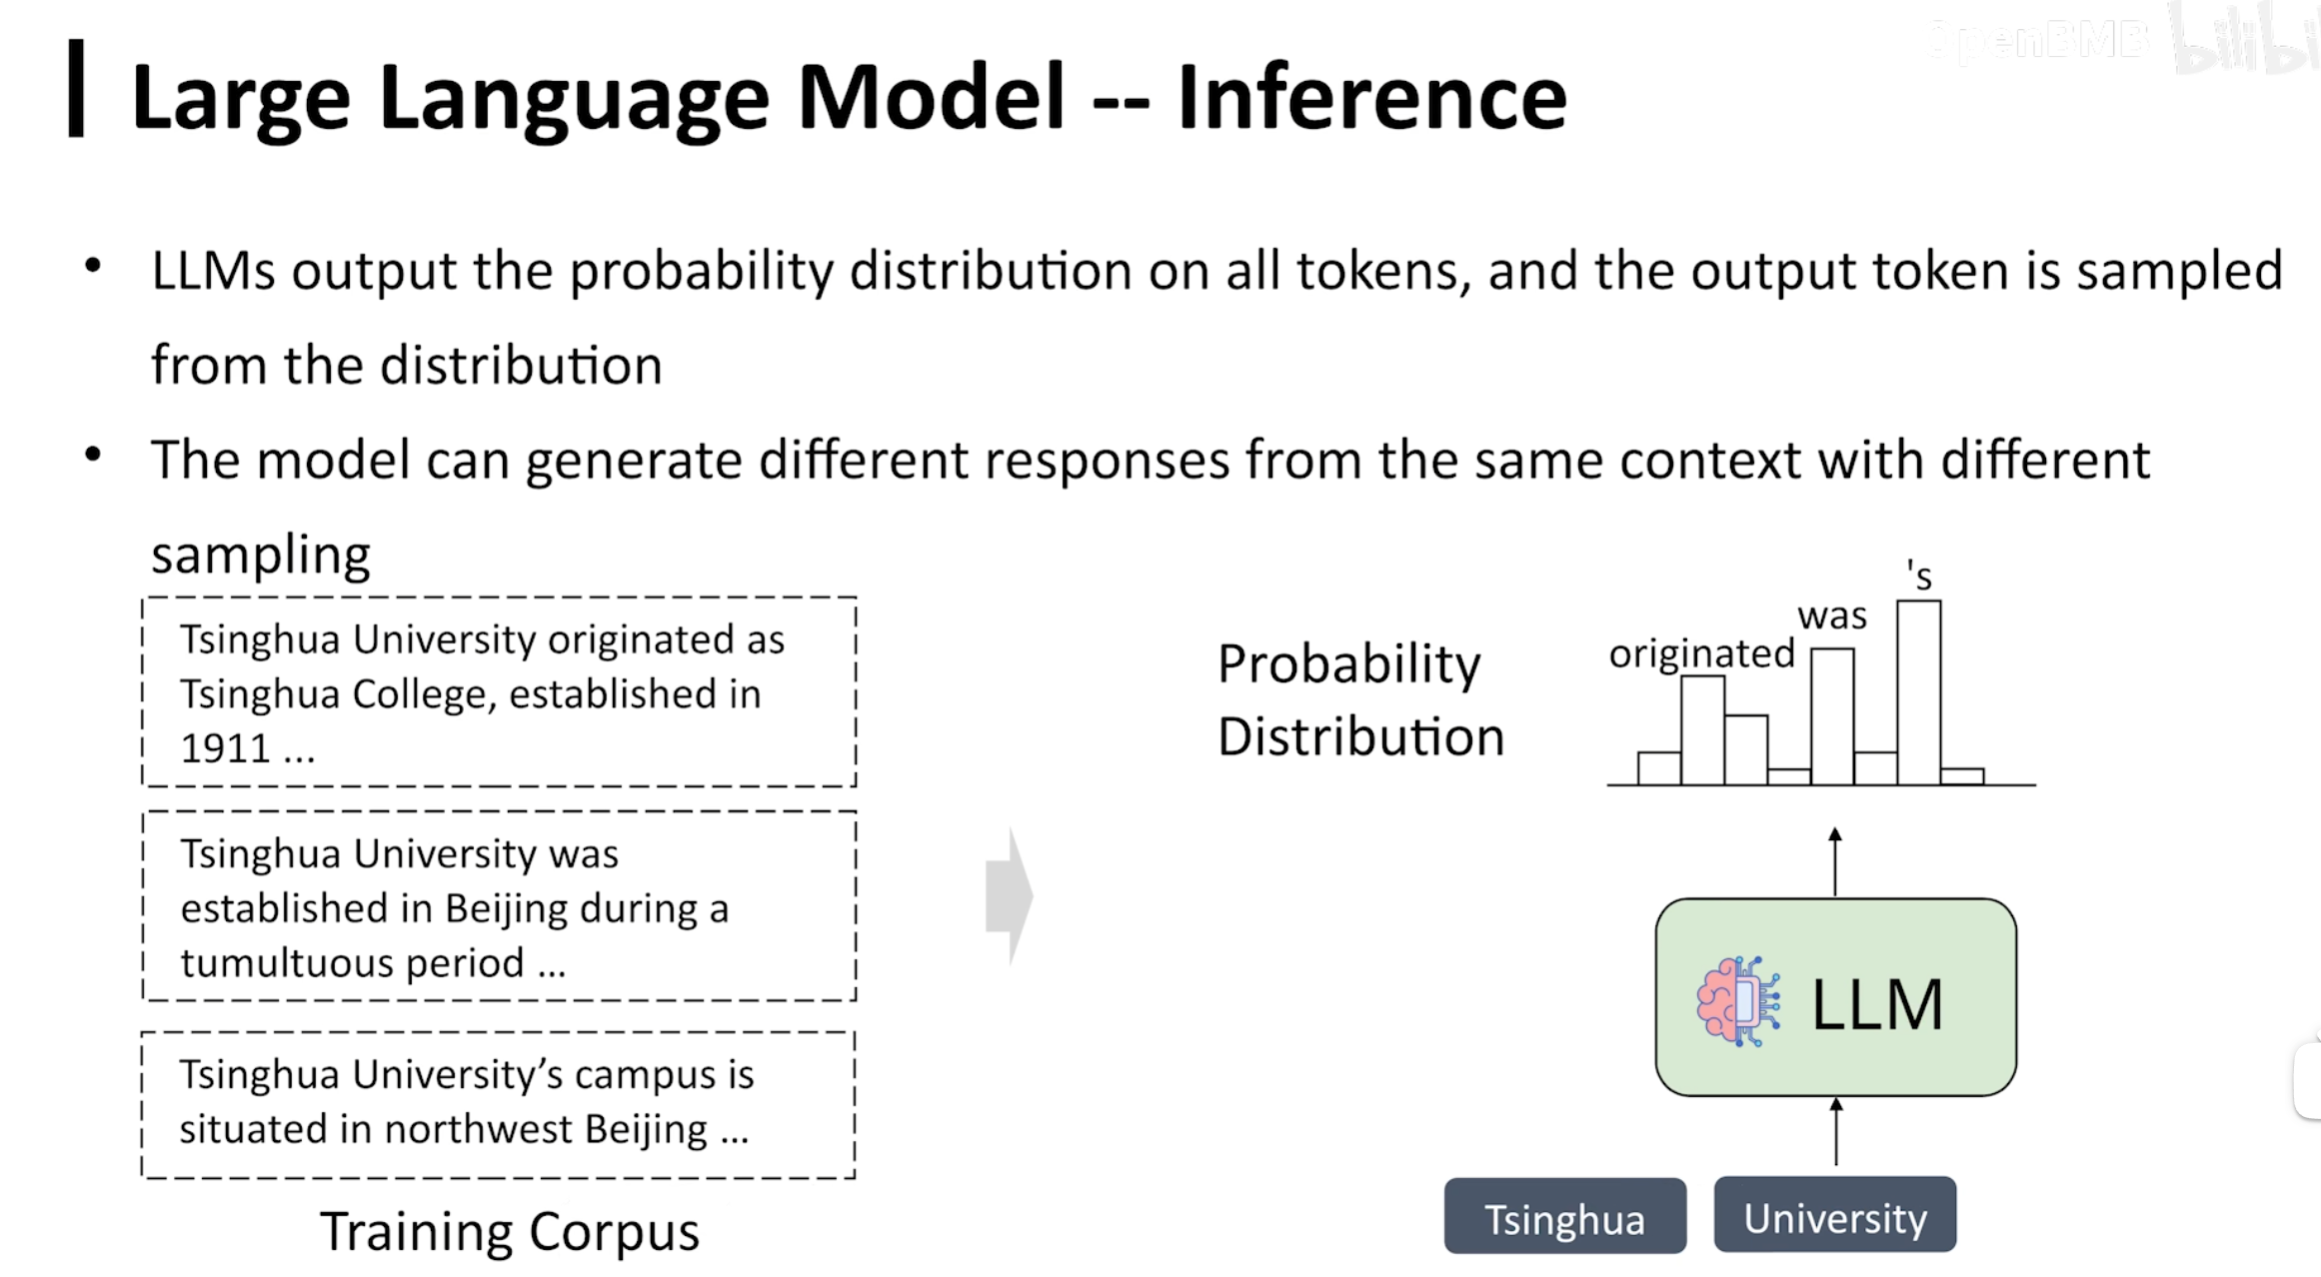 OpenBMB bilibili
Large Language Model -- Inference
• LLMs output the probability distribution on all tokens, and the output token is sampled
from the distribution
• The model can generate different responses from the same context with different
sampling
Tsinghua University originated as
Tsinghua College, established in
1911 ...
Tsinghua University was
established in Beijing during a
tumultuous period ...
Tsinghua University’s campus is
situated in northwest Beijing ...
Training Corpus
Probability
Distribution
originated
was
's
LLM
Tsinghua
University